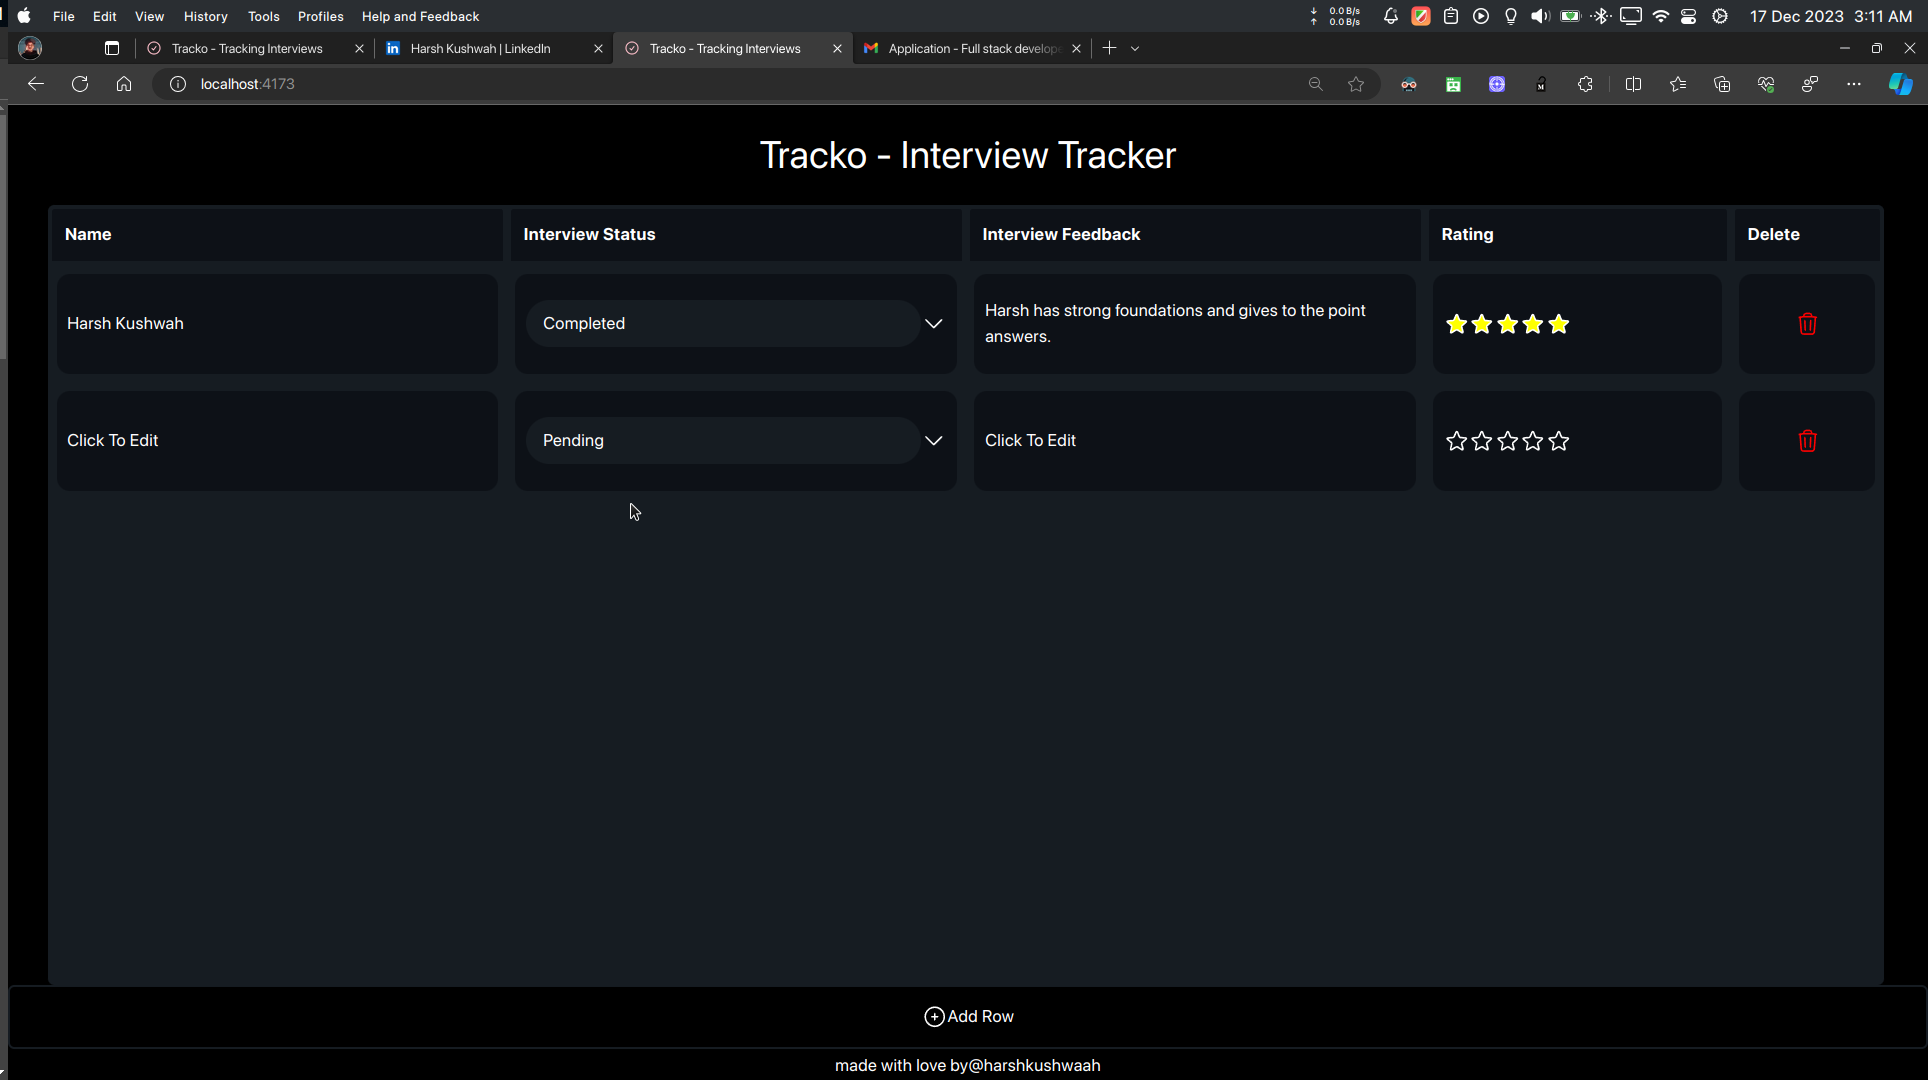 File Edit View History Tools Profiles Help and Feedback
0.0 B/s
0.0 B/s
17 Dec 2023 3:11 AM
Tracko - Tracking Interviews
Harsh Kushwah | LinkedIn
Tracko - Tracking Interviews
Application - Full stack develope
localhost:4173
Tracko - Interview Tracker
Name Interview Status Interview Feedback Rating Delete
Harsh Kushwah
Completed
Harsh has strong foundations and gives to the point
answers.
Click To Edit
Pending
Click To Edit
Add Row
made with love by@harshkushwaah